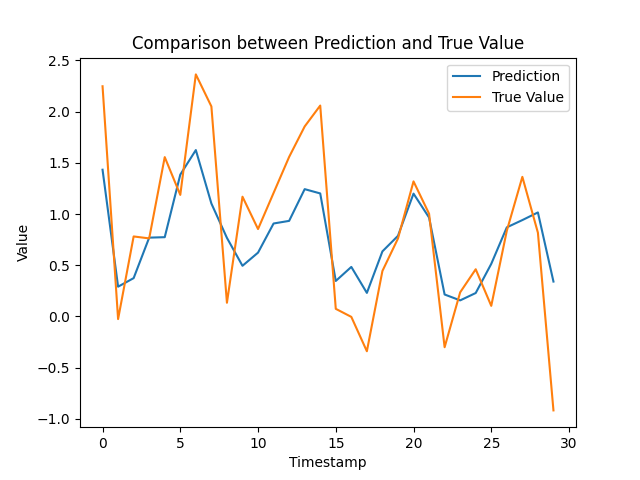 Comparison between Prediction and True Value
Prediction
True Value
Value
2.5
2.0
1.5
1.0
0.5
0.0
−0.5
−1.0
0 5 10 15 20 25 30
Timestamp